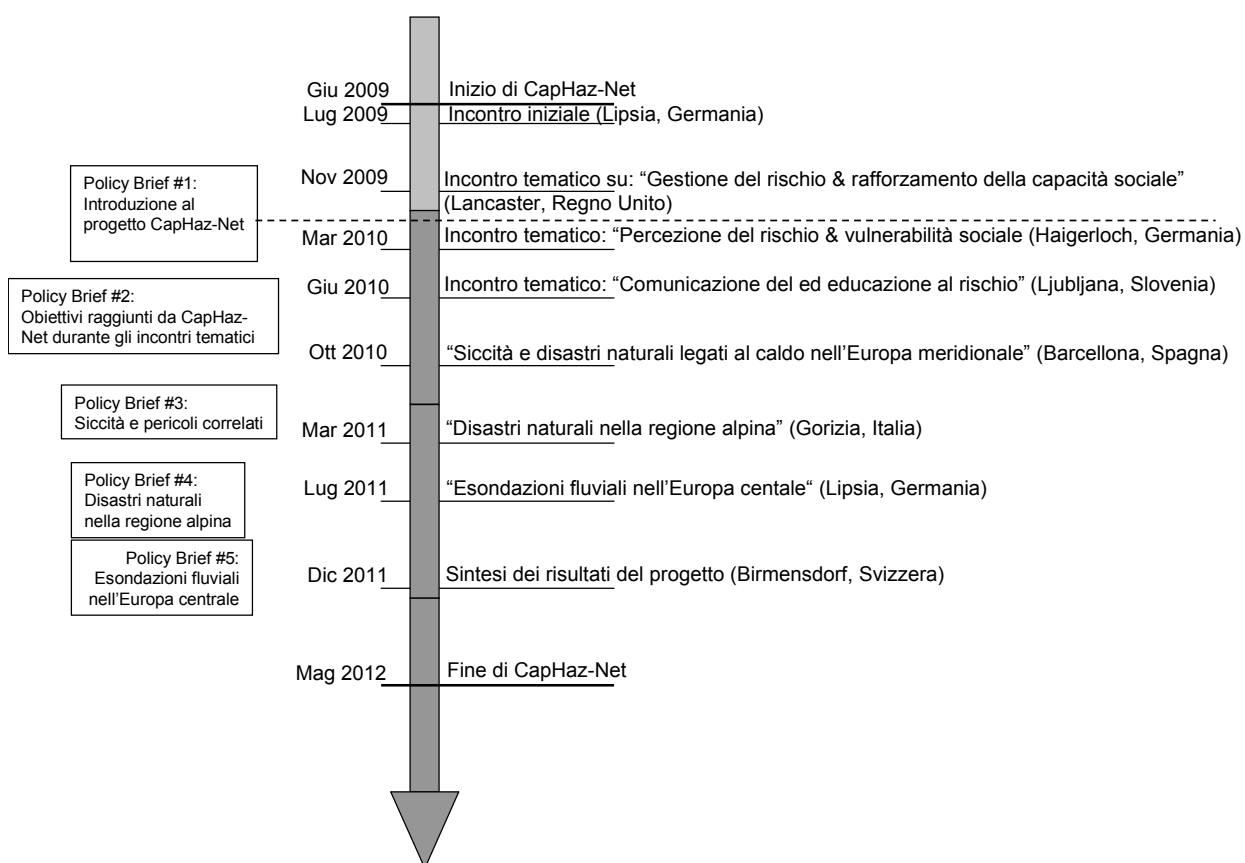 Giu 2009 Inizio di CapHaz-Net
Lug 2009 Incontro iniziale (Lipsia, Germania)
Policy Brief #1:
Introduzione al
progetto CapHaz-Net
Nov 2009 Incontro tematico su: “Gestione del rischio & rafforzamento della capacità sociale”
(Lancaster, Regno Unito)
Mar 2010 Incontro tematico: “Percezione del rischio & vulnerabilità sociale (Haigerloch, Germania)
Giu 2010 Incontro tematico: “Comunicazione del ed educazione al rischio” (Ljubljana, Slovenia)
Policy Brief #2:
Obiettivi raggiunti da CapHaz-
Net durante gli incontri tematici
Ott 2010 “Siccità e disastri naturali legati al caldo nell’Europa meridionale” (Barcellona, Spagna)
Policy Brief #3:
Siccità e pericoli correlati
Mar 2011 “Disastri naturali nella regione alpina” (Gorizia, Italia)
Policy Brief #4:
Disastri naturali
nella regione alpina
Lug 2011 “Esondazioni fluviali nell’Europa centale“ (Lipsia, Germania)
Policy Brief #5:
Esondazioni fluviali
nell’Europa centrale
Dic 2011 Sintesi dei risultati del progetto (Birmensdorf, Svizzera)
Mag 2012 Fine di CapHaz-Net